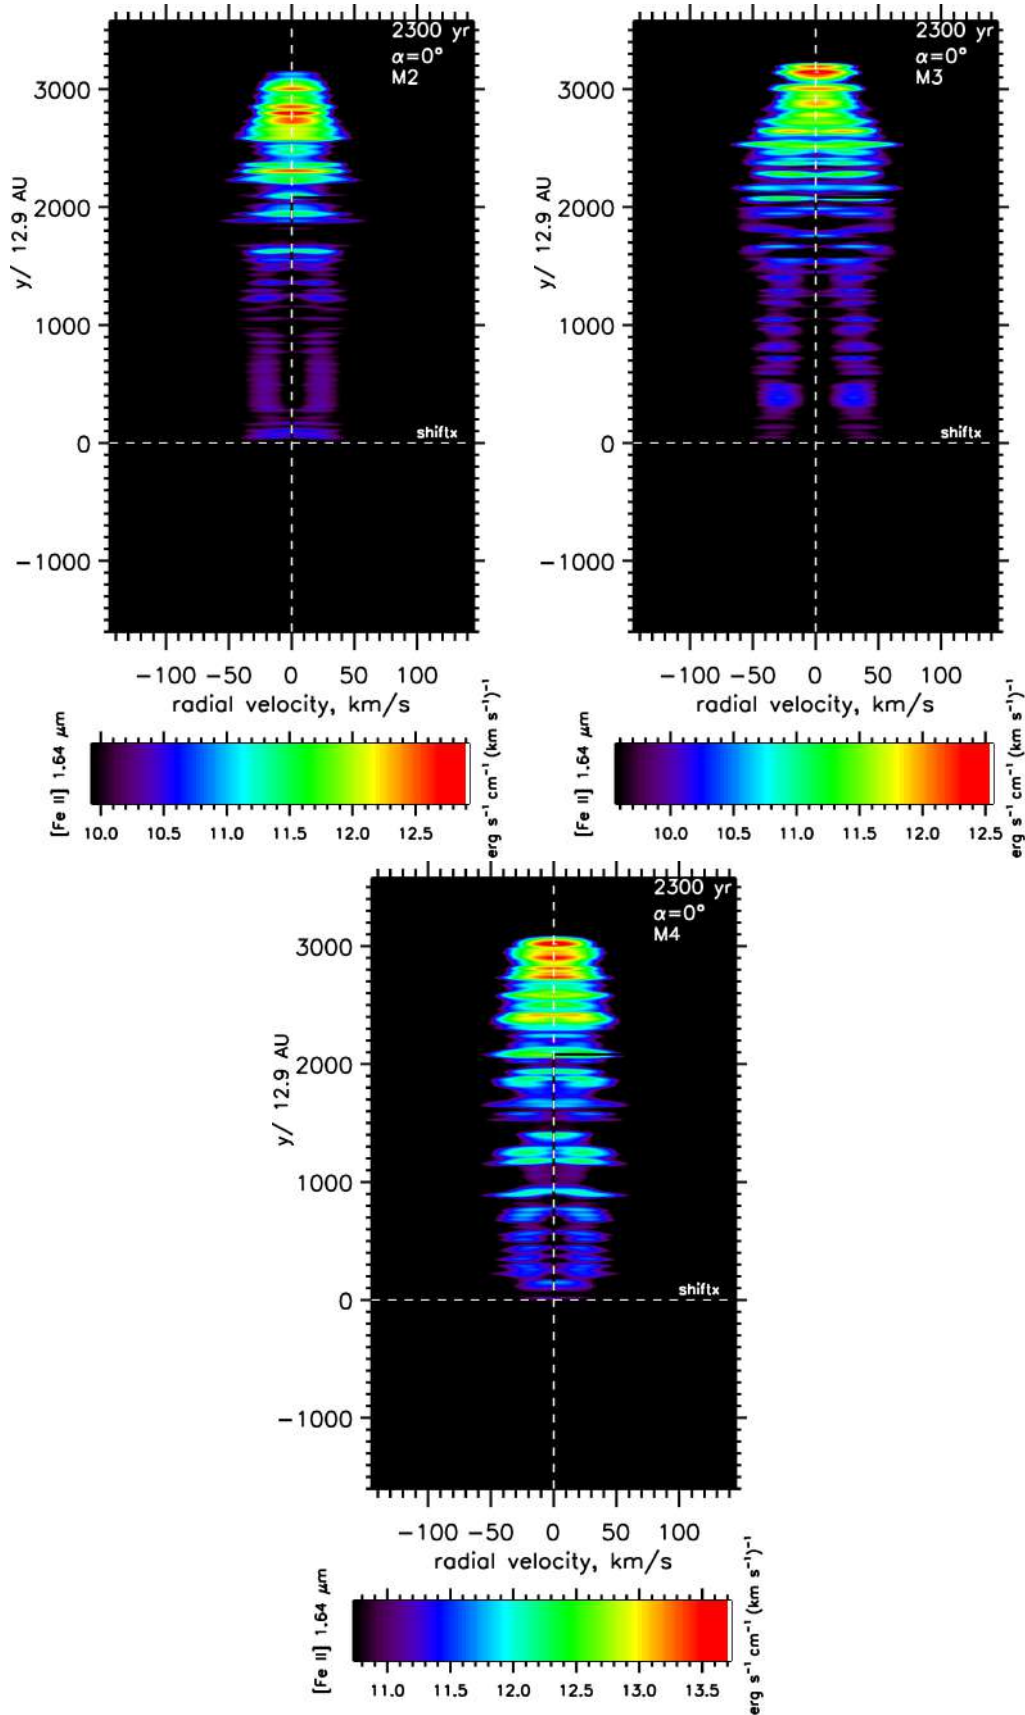 2300 yr
α=0°
M2
3000
2000
1000
0
−1000
y/ 12.9 AU
shiftx
−100 −50 0 50 100
radial velocity, km/s
[Fe II] 1.64 μm
10.0 10.5 11.0 11.5 12.0 12.5
erg s⁻¹ cm⁻¹ (km s⁻¹)⁻¹
2300 yr
α=0°
M3
3000
2000
1000
0
−1000
y/ 12.9 AU
shiftx
−100 −50 0 50 100
radial velocity, km/s
[Fe II] 1.64 μm
10.0 10.5 11.0 11.5 12.0 12.5
erg s⁻¹ cm⁻¹ (km s⁻¹)⁻¹
2300 yr
α=0°
M4
3000
2000
1000
0
−1000
y/ 12.9 AU
shiftx
−100 −50 0 50 100
radial velocity, km/s
[Fe II] 1.64 μm
11.0 11.5 12.0 12.5 13.0 13.5
erg s⁻¹ cm⁻¹ (km s⁻¹)⁻¹